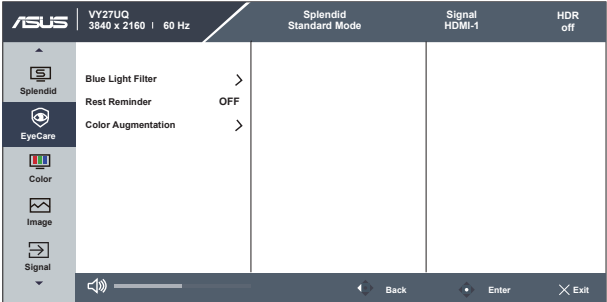 ASUS
VY27UQ
3840 x 2160 | 60 Hz
Splendid
Standard Mode
Signal
HDMI-1
HDR
off
Splendid
EyeCare
Color
Image
Signal
Blue Light Filter
Rest Reminder OFF
Color Augmentation
Back
Enter
Exit